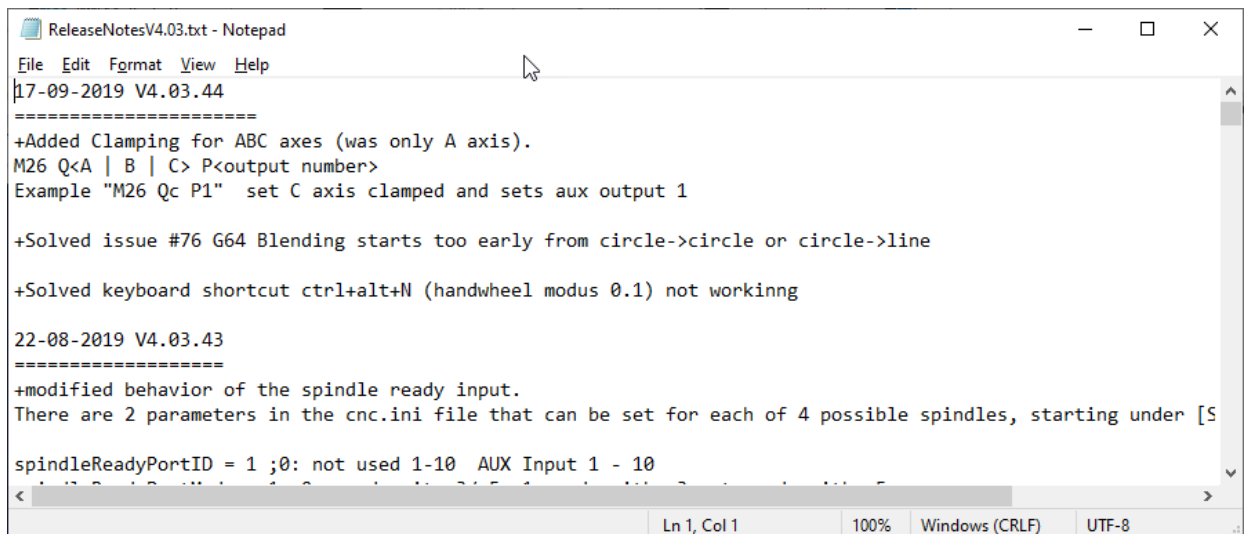 ReleaseNotesV4.03.txt - Notepad
File Edit Format View Help
17-09-2019 V4.03.44
======================
+Added Clamping for ABC axes (was only A axis).
M26 Q<A | B | C> P<output number>
Example "M26 Qc P1"  set C axis clamped and sets aux output 1
+Solved issue #76 G64 Blending starts too early from circle->circle or circle->line
+Solved keyboard shortcut ctrl+alt+N (handwheel modus 0.1) not workinng
22-08-2019 V4.03.43
===================
+modified behavior of the spindle ready input.
There are 2 parameters in the cnc.ini file that can be set for each of 4 possible spindles, starting under [S
spindleReadyPortID = 1 ;0: not used 1-10  AUX Input 1 - 10
Ln 1, Col 1 100% Windows (CRLF) UTF-8